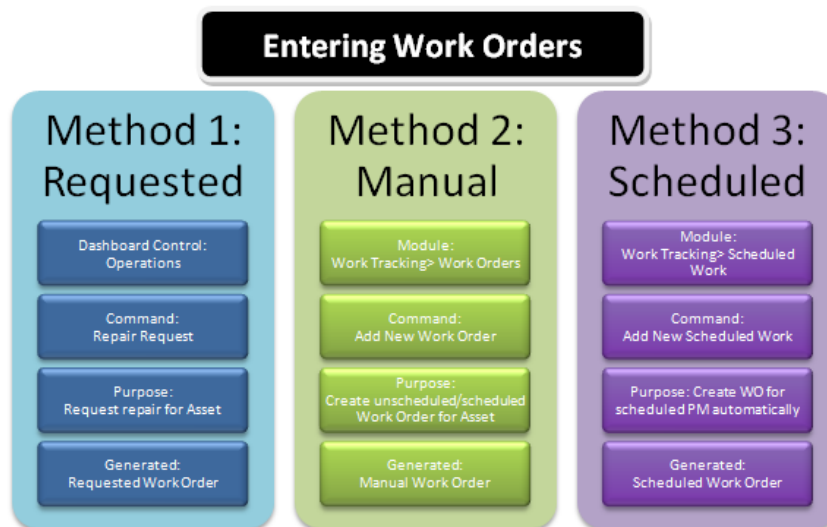 Entering Work Orders
Method 1:
Requested
Dashboard Control:
Operations
Command:
Repair Request
Purpose:
Request repair for Asset
Generated:
Requested Work Order
Method 2:
Manual
Module:
Work Tracking> Work Orders
Command:
Add New Work Order
Purpose:
Create unscheduled/scheduled
Work Order for Asset
Generated:
Manual Work Order
Method 3:
Scheduled
Module:
Work Tracking> Scheduled
Work
Command:
Add New Scheduled Work
Purpose: Create WO for
scheduled PM automatically
Generated:
Scheduled Work Order